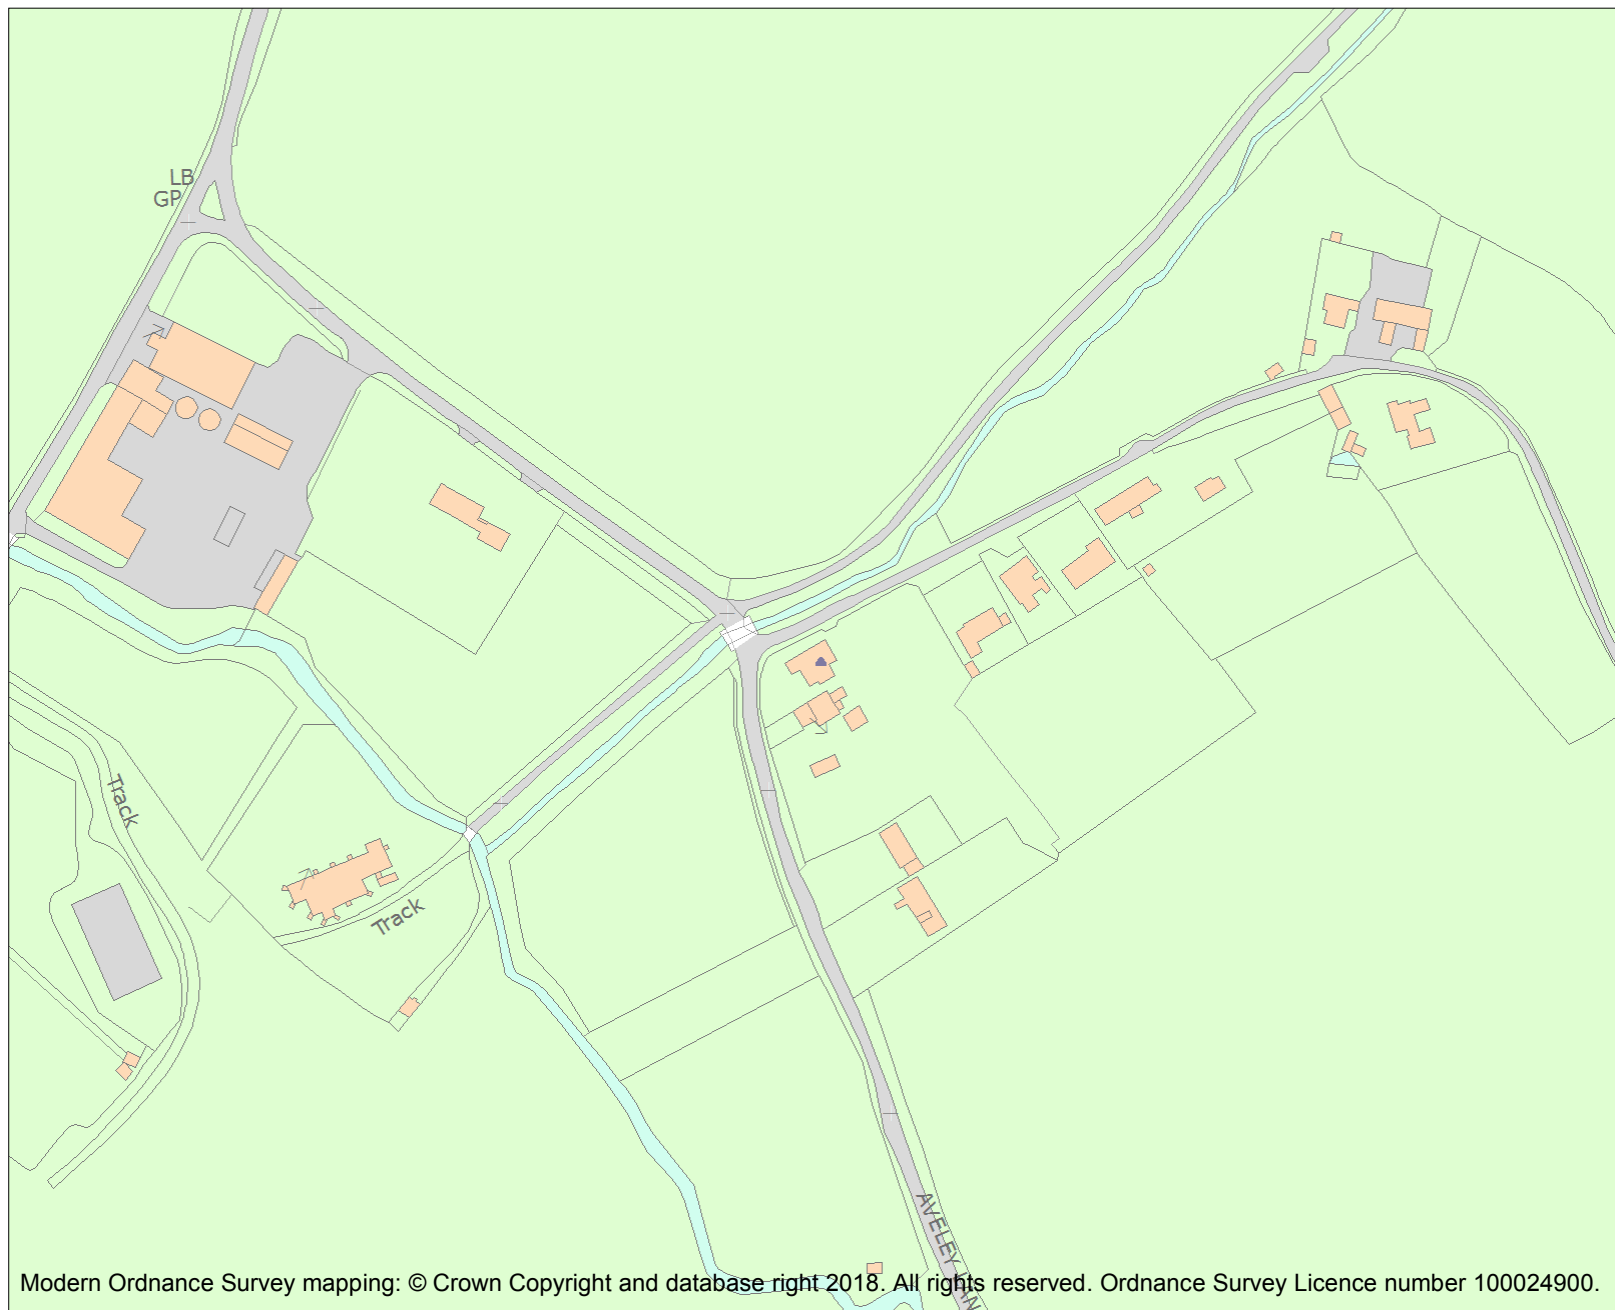 LB
GP
Track
Track
AVELEY
Modern Ordnance Survey mapping: © Crown Copyright and database right 2018. All rights reserved. Ordnance Survey Licence number 100024900.